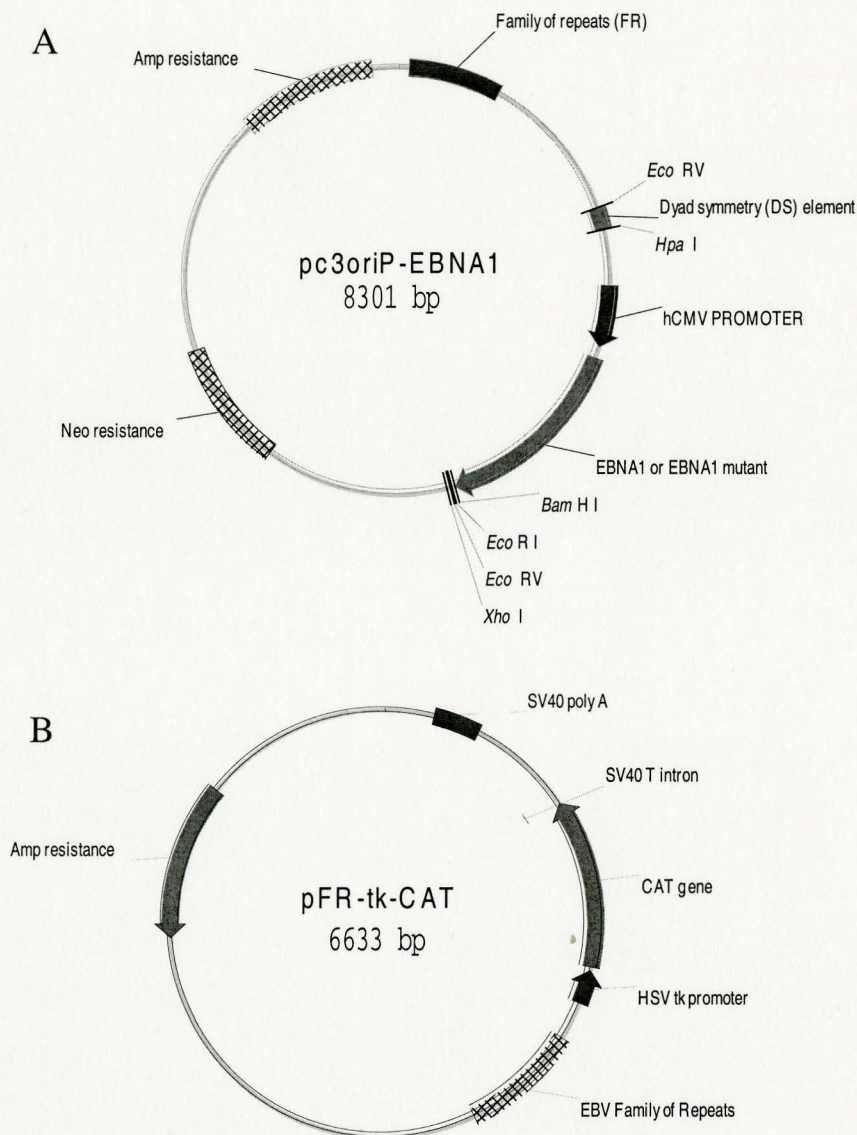 A
Family of repeats (FR)
Amp resistance
Eco RV
Dyad symmetry (DS) element
Hpa I
pc3oriP-EBNA1
8301 bp
hCMV PROMOTER
Neo resistance
EBNA1 or EBNA1 mutant
Bam H I
Eco R I
Eco RV
Xho I
B
SV40 poly A
SV40 T intron
Amp resistance
CAT gene
pFR-tk-CAT
6633 bp
HSV tk promoter
EBV Family of Repeats